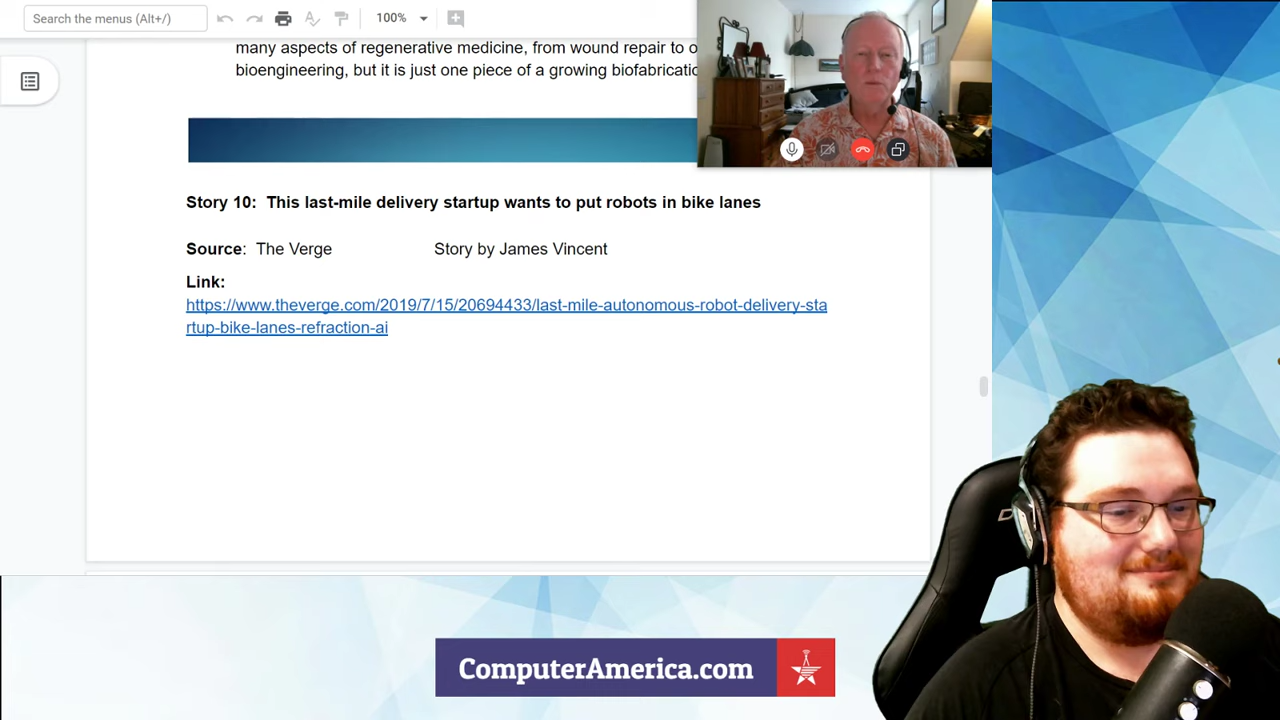 Search the menus (Alt+/)
100%
many aspects of regenerative medicine, from wound repair to o
bioengineering, but it is just one piece of a growing biofabricatio
Story 10:  This last-mile delivery startup wants to put robots in bike lanes
Source:  The Verge    Story by James Vincent
Link:
https://www.theverge.com/2019/7/15/20694433/last-mile-autonomous-robot-delivery-sta
rtup-bike-lanes-refraction-ai
ComputerAmerica.com